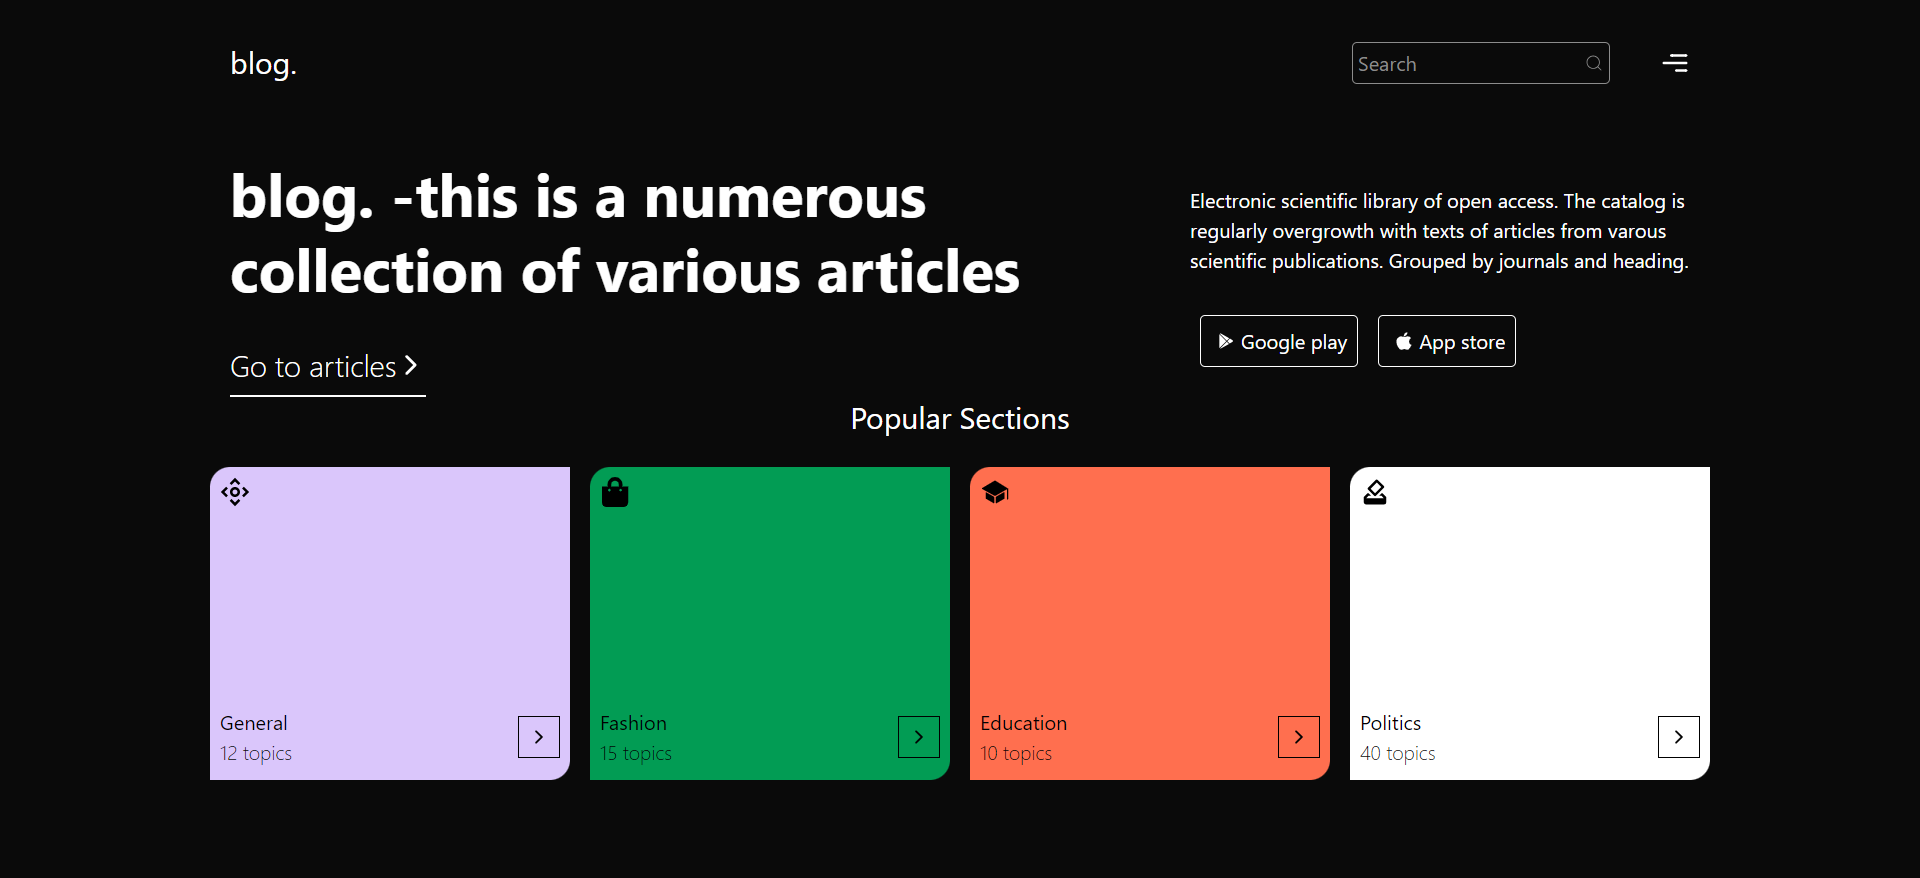 blog.
Search
blog. -this is a numerous
collection of various articles
Go to articles
Electronic scientific library of open access. The catalog is
regularly overgrowth with texts of articles from varous
scientific publications. Grouped by journals and heading.
Google play
App store
Popular Sections
General
12 topics
Fashion
15 topics
Education
10 topics
Politics
40 topics